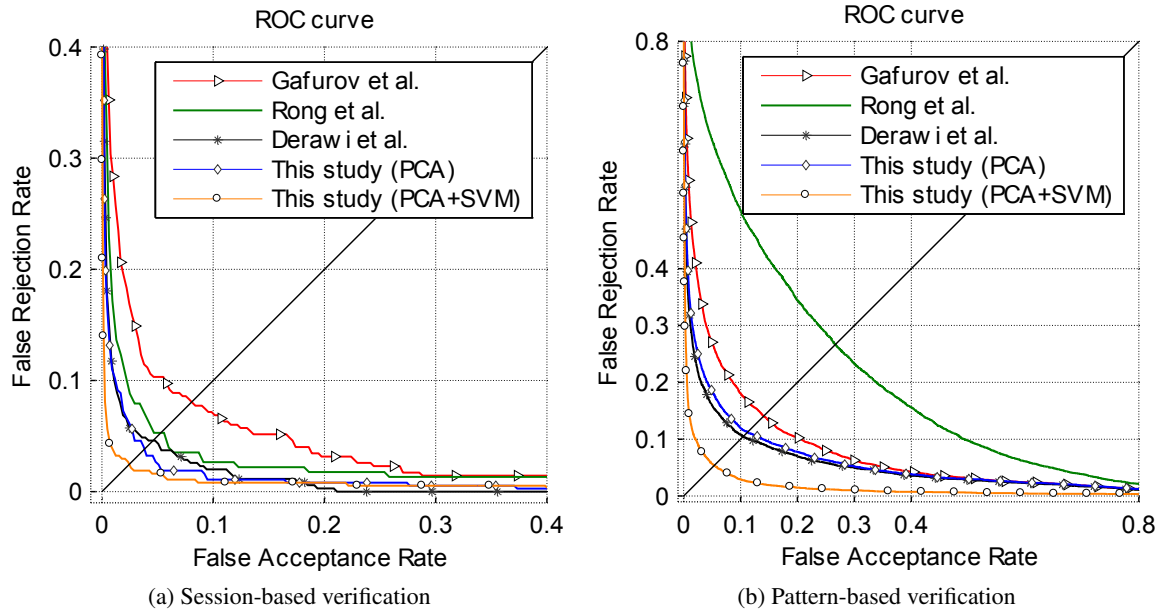 ROC curve
0.4
0.3
0.2
0.1
0
False Rejection Rate
Gafurov et al.
Rong et al.
Derawi et al.
This study (PCA)
This study (PCA+SVM)
0 0.1 0.2 0.3 0.4
False Acceptance Rate
(a) Session-based verification
ROC curve
0.8
0.4
0.3
0.2
0.1
0
False Rejection Rate
Gafurov et al.
Rong et al.
Derawi et al.
This study (PCA)
This study (PCA+SVM)
0 0.1 0.2 0.3 0.4 0.8
False Acceptance Rate
(b) Pattern-based verification